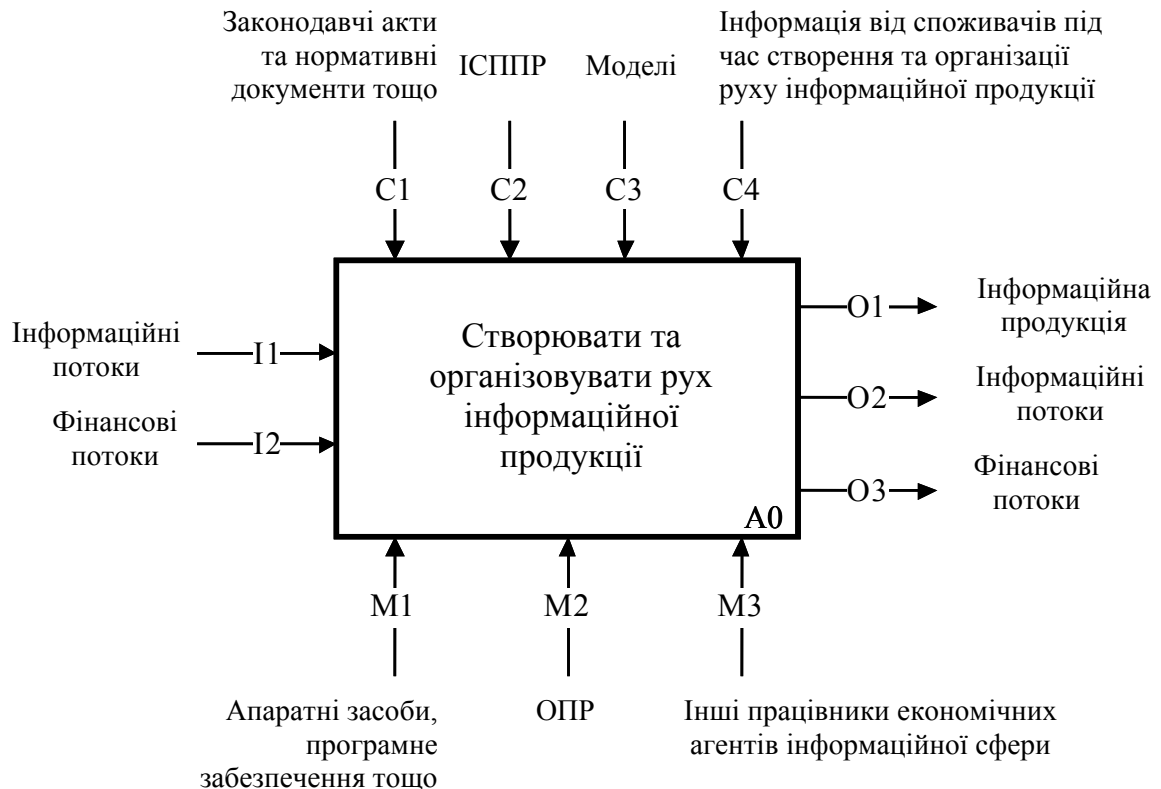 Законодавчі акти
та нормативні
документи тощо
ІСППР
Моделі
Інформація від споживачів під
час створення та організації
руху інформаційної продукції
C1
C2
C3
C4
Інформаційні
потоки
I1
Фінансові
потоки
I2
Створювати та
організовувати рух
інформаційної
продукції
A0
O1
Інформаційна
продукція
O2
Інформаційні
потоки
O3
Фінансові
потоки
M1
M2
M3
Апаратні засоби,
програмне
забезпечення тощо
ОПР
Інші працівники економічних
агентів інформаційної сфери